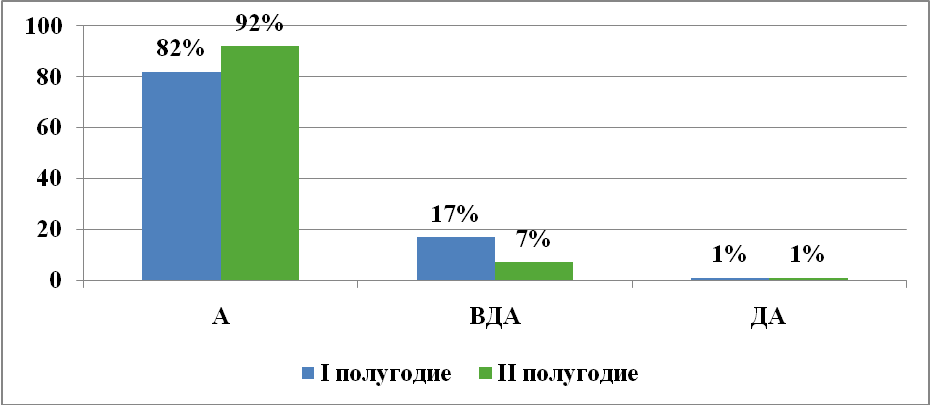 100
80
60
40
20
0
82%
92%
17%
7%
1%
1%
А
ВДА
ДА
I полугодие
II полугодие